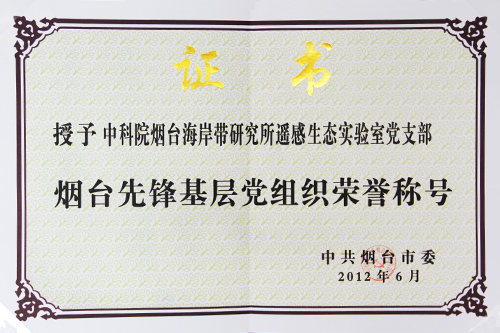 证 书
授予 中科院烟台海岸带研究所遥感生态实验室党支部
烟台先锋基层党组织荣誉称号
中共烟台市委
2012年6月